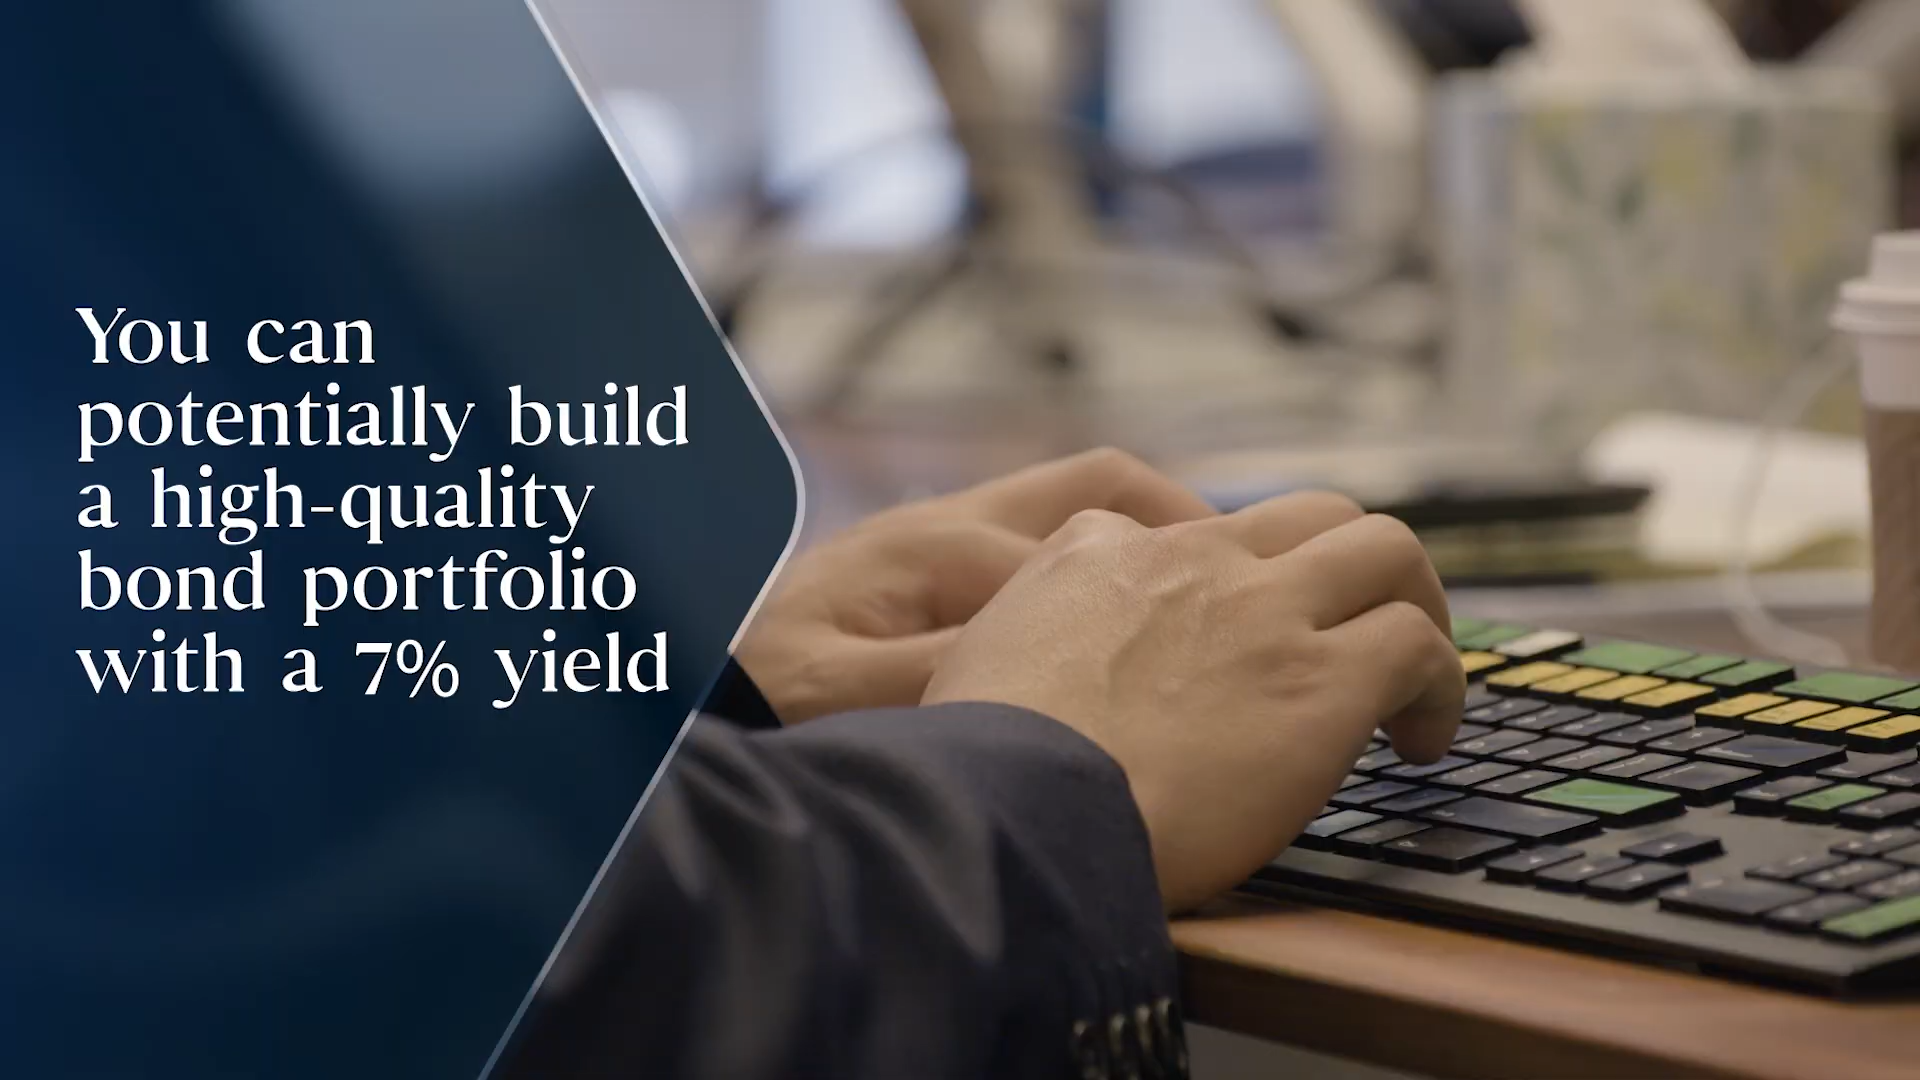 You can
potentially build
a high-quality
bond portfolio
with a 7% yield